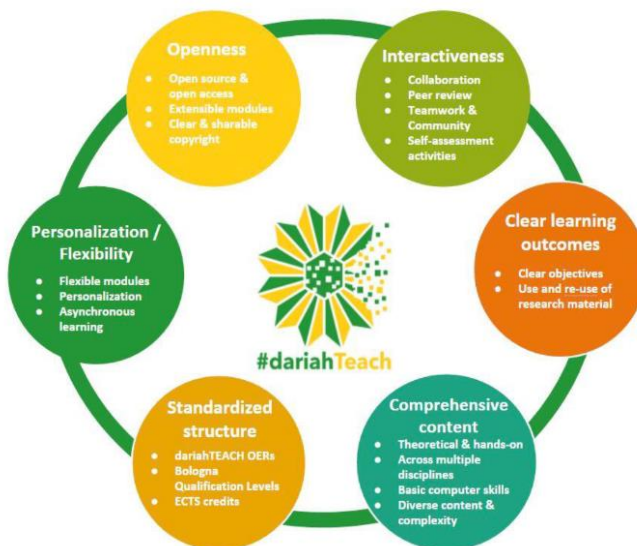 Openness
● Open source &
open access
● Extensible modules
● Clear & sharable
copyright
Interactiveness
● Collaboration
● Peer review
● Teamwork &
Community
● Self-assessment
activities
Personalization /
Flexibility
● Flexible modules
● Personalization
● Asynchronous
learning
Clear learning
outcomes
● Clear objectives
● Use and re-use of
research material
#dariahTeach
Standardized
structure
● dariahTEACH OERs
● Bologna
Qualification Levels
● ECTS credits
Comprehensive
content
● Theoretical & hands-on
● Across multiple
disciplines
● Basic computer skills
● Diverse content &
complexity